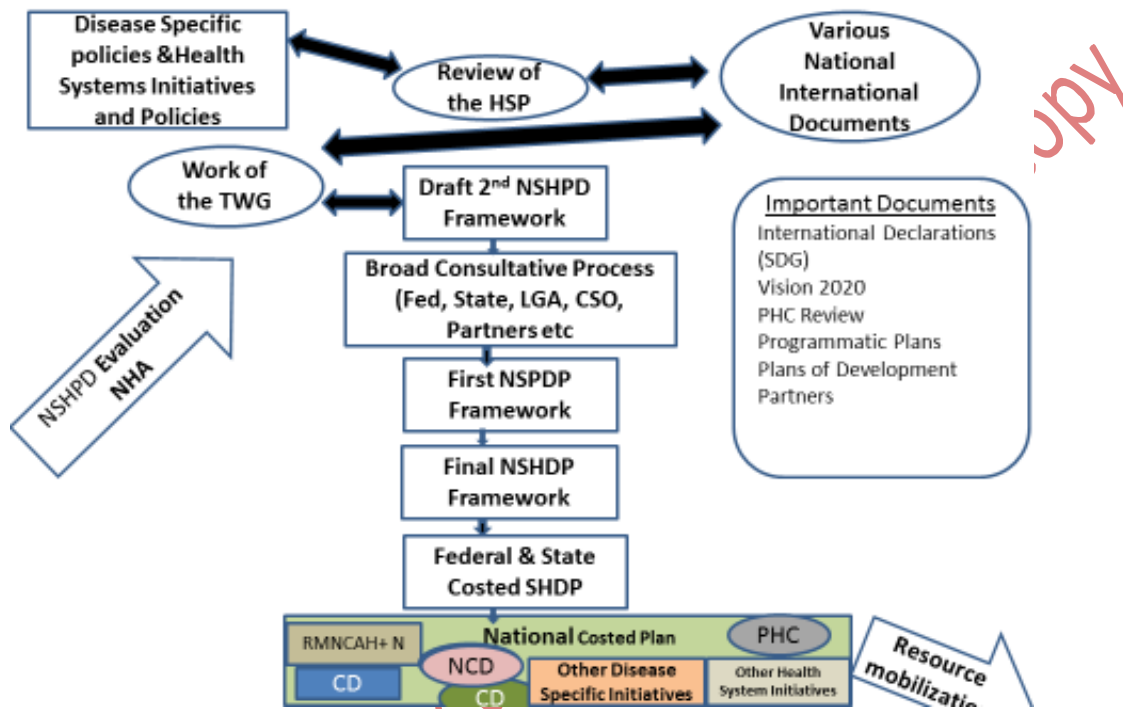 Disease Specific
policies &Health
Systems Initiatives
and Policies
Review of
the HSP
Various
National
International
Documents
Work of
the TWG
Draft 2nd NSHPD
Framework
Important Documents
International Declarations
(SDG)
Vision 2020
PHC Review
Programmatic Plans
Plans of Development
Partners
Broad Consultative Process
(Fed, State, LGA, CSO,
Partners etc
NSHPD Evaluation
NHA
First NSPDP
Framework
Final NSHDP
Framework
Federal & State
Costed SHDP
National Costed Plan
RMNCAH+ N
CD
NCD
CD
Other Disease
Specific Initiatives
PHC
Other Health
System Initiatives
Resource